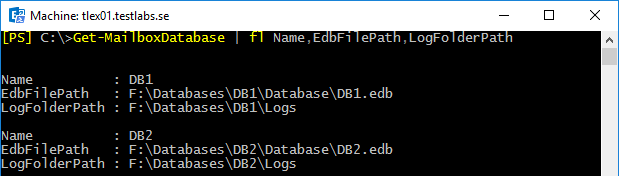 Machine: tlex01.testlabs.se
[PS] C:\>Get-MailboxDatabase | fl Name,EdbFilePath,LogFolderPath
Name          : DB1
EdbFilePath   : F:\Databases\DB1\Database\DB1.edb
LogFolderPath : F:\Databases\DB1\Logs
Name          : DB2
EdbFilePath   : F:\Databases\DB2\Database\DB2.edb
LogFolderPath : F:\Databases\DB2\Logs